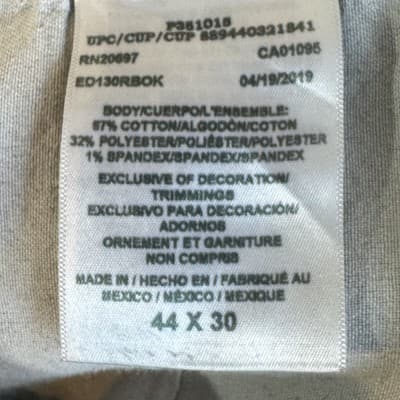 P351015
UPC/CUP/CUP 889440321841
RN20697 CA01095
ED130RBOK 04/19/2019
BODY/CUERPO/L'ENSEMBLE:
67% COTTON/ALGODÓN/COTON
32% POLYESTER/POLIÉSTER/POLYESTER
1% SPANDEX/SPANDEX/SPANDEX
EXCLUSIVE OF DECORATION/
TRIMMINGS
EXCLUSIVO PARA DECORACIÓN/
ADORNOS
ORNEMENT ET GARNITURE
NON COMPRIS
MADE IN / HECHO EN / FABRIQUÉ AU
MEXICO / MÉXICO / MEXIQUE
44 X 30